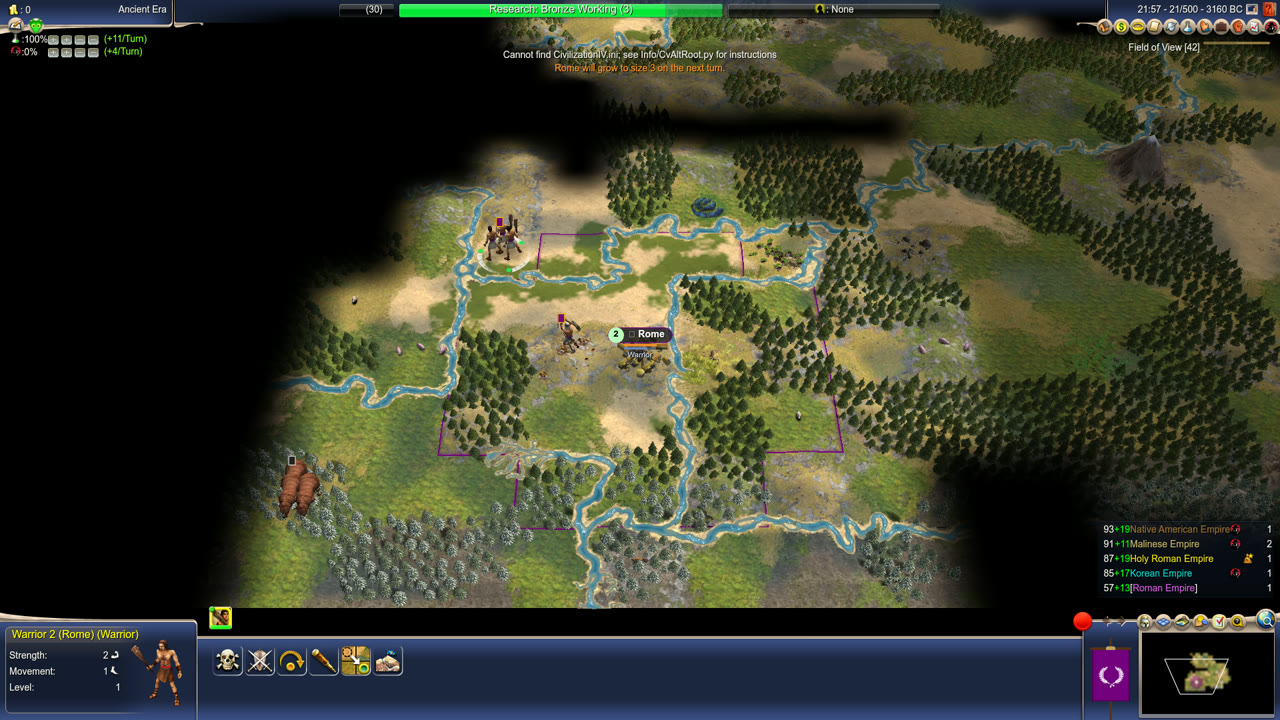 : 0
Ancient Era
(30)
Research: Bronze Working (3)
: None
21:57 - 21/500 - 3160 BC
:100%
(+11/Turn)
:0%
(+4/Turn)
Field of View [42]
Cannot find CivilizationIV.ini; see Info/CvAltRoot.py for instructions
Rome will grow to size 3 on the next turn.
2
Rome
Warrior
93+19Native American Empire 1
91+11Malinese Empire 2
87+19Holy Roman Empire 1
85+17Korean Empire 1
57+13[Roman Empire] 1
Warrior 2 (Rome) (Warrior)
Strength: 2
Movement: 1
Level: 1